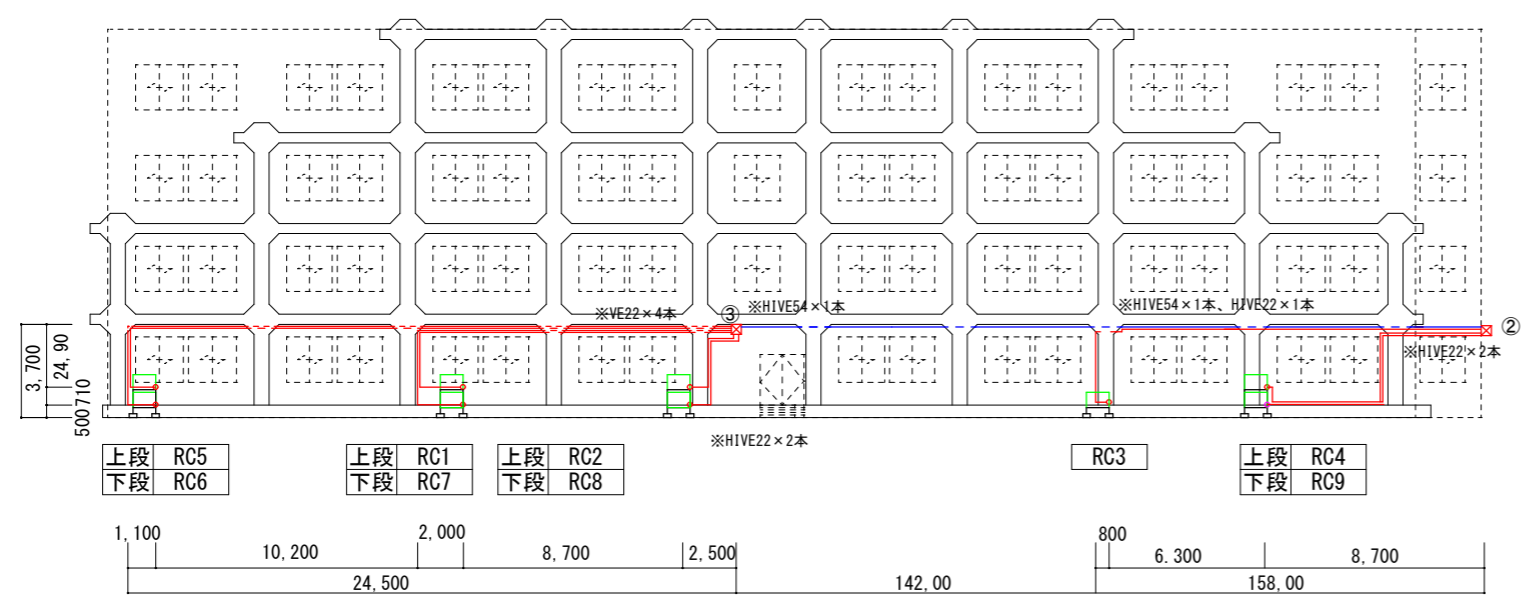 ※HIVE54×1本、HIVE22×1本
※HIVE54×1本
※VE22×4本
③
②
※HIVE22×2本
3,700
24,90
710
500
※HIVE22×2本
上段 RC5
下段 RC6
上段 RC1
下段 RC7
上段 RC2
下段 RC8
RC3
上段 RC4
下段 RC9
1,100
10,200
2,000
8,700
2,500
800
6.300
8,700
24,500
142,00
158,00